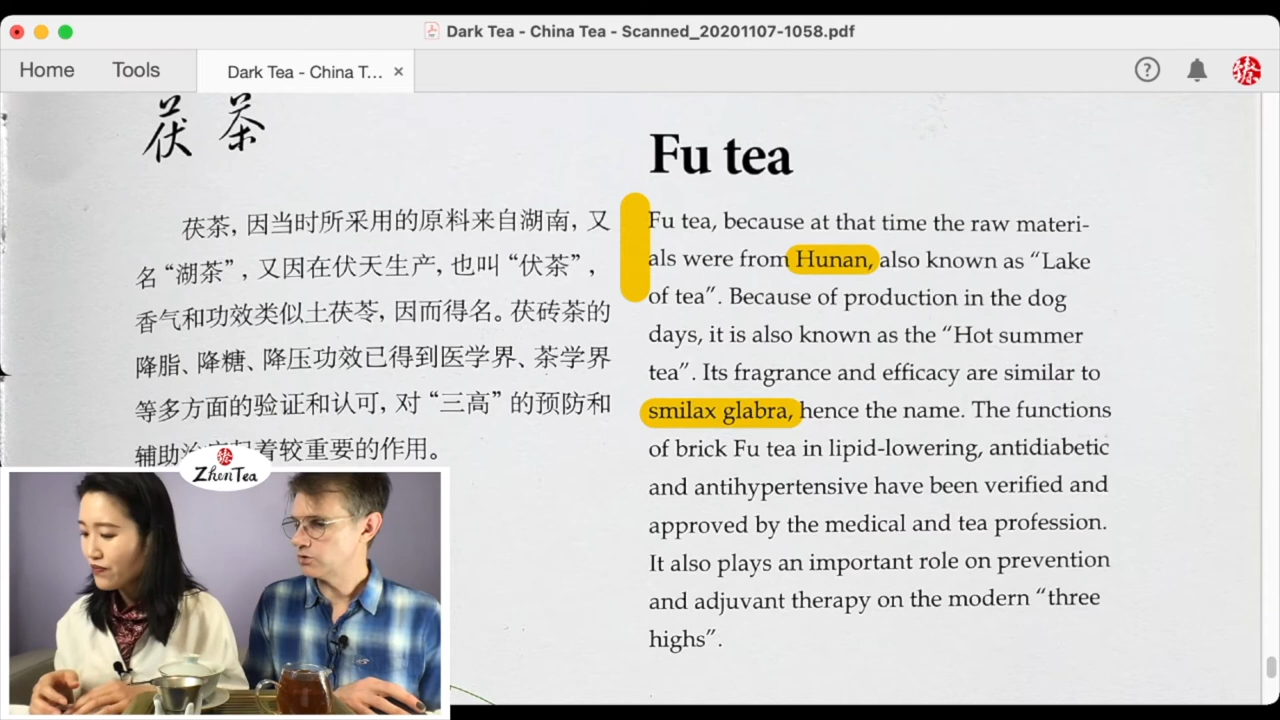 Dark Tea - China Tea - Scanned_20201107-1058.pdf
Home Tools Dark Tea - China T... ×
茯茶
茯茶，因当时所采用的原料来自湖南，又
名“湖茶”，又因在伏天生产，也叫“伏茶”，
香气和功效类似土茯苓，因而得名。茯砖茶的
降脂、降糖、降压功效已得到医学界、茶学界
等多方面的验证和认可，对“三高”的预防和
辅助治疗起着较重要的作用。
Fu tea
Fu tea, because at that time the raw materi-
als were from Hunan, also known as “Lake
of tea”. Because of production in the dog
days, it is also known as the “Hot summer
tea”. Its fragrance and efficacy are similar to
smilax glabra, hence the name. The functions
of brick Fu tea in lipid-lowering, antidiabetic
and antihypertensive have been verified and
approved by the medical and tea profession.
It also plays an important role on prevention
and adjuvant therapy on the modern “three
highs”.
ZhenTea